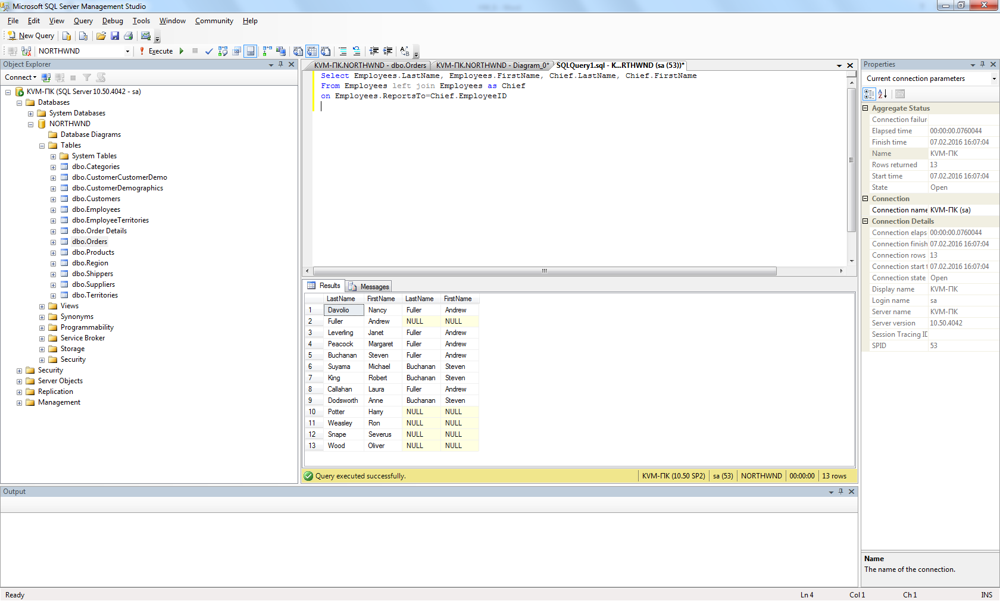 Microsoft SQL Server Management Studio
File Edit View Query Debug Tools Window Community Help
New Query
NORTHWND Execute
Object Explorer
Connect
KVM-ПК (SQL Server 10.50.4042 - sa)
Databases
System Databases
NORTHWND
Database Diagrams
Tables
System Tables
dbo.Categories
dbo.CustomerCustomerDemo
dbo.CustomerDemographics
dbo.Customers
dbo.Employees
dbo.EmployeeTerritories
dbo.Order Details
dbo.Orders
dbo.Products
dbo.Region
dbo.Shippers
dbo.Suppliers
dbo.Territories
Views
Synonyms
Programmability
Service Broker
Storage
Security
Security
Server Objects
Replication
Management
KVM-ПК.NORTHWND - dbo.Orders KVM-ПК.NORTHWND - Diagram_0* SQLQuery1.sql - K...RTHWND (sa (53))*
Select Employees.LastName, Employees.FirstName, Chief.LastName, Chief.FirstName
From Employees left join Employees as Chief
on Employees.ReportsTo=Chief.EmployeeID
Results Messages
LastName FirstName LastName FirstName
1 Davolio Nancy Fuller Andrew
2 Fuller Andrew NULL NULL
3 Leverling Janet Fuller Andrew
4 Peacock Margaret Fuller Andrew
5 Buchanan Steven Fuller Andrew
6 Suyama Michael Buchanan Steven
7 King Robert Buchanan Steven
8 Callahan Laura Fuller Andrew
9 Dodsworth Anne Buchanan Steven
10 Potter Harry NULL NULL
11 Weasley Ron NULL NULL
12 Snape Severus NULL NULL
13 Wood Oliver NULL NULL
Query executed successfully. KVM-ПК (10.50 SP2) sa (53) NORTHWND 00:00:00 13 rows
Properties
Current connection parameters
Aggregate Status
Connection failur
Elapsed time 00:00:00.0760044
Finish time 07.02.2016 16:07:04
Name KVM-ПК
Rows returned 13
Start time 07.02.2016 16:07:04
State Open
Connection
Connection name KVM-ПК (sa)
Connection Details
Connection elaps 00:00:00.0760044
Connection finish 07.02.2016 16:07:04
Connection rows 13
Connection start t 07.02.2016 16:07:04
Connection state Open
Display name KVM-ПК
Login name sa
Server name KVM-ПК
Server version 10.50.4042
Session Tracing ID
SPID 53
Name
The name of the connection.
Output
Ready Ln 4 Col 1 Ch 1 INS